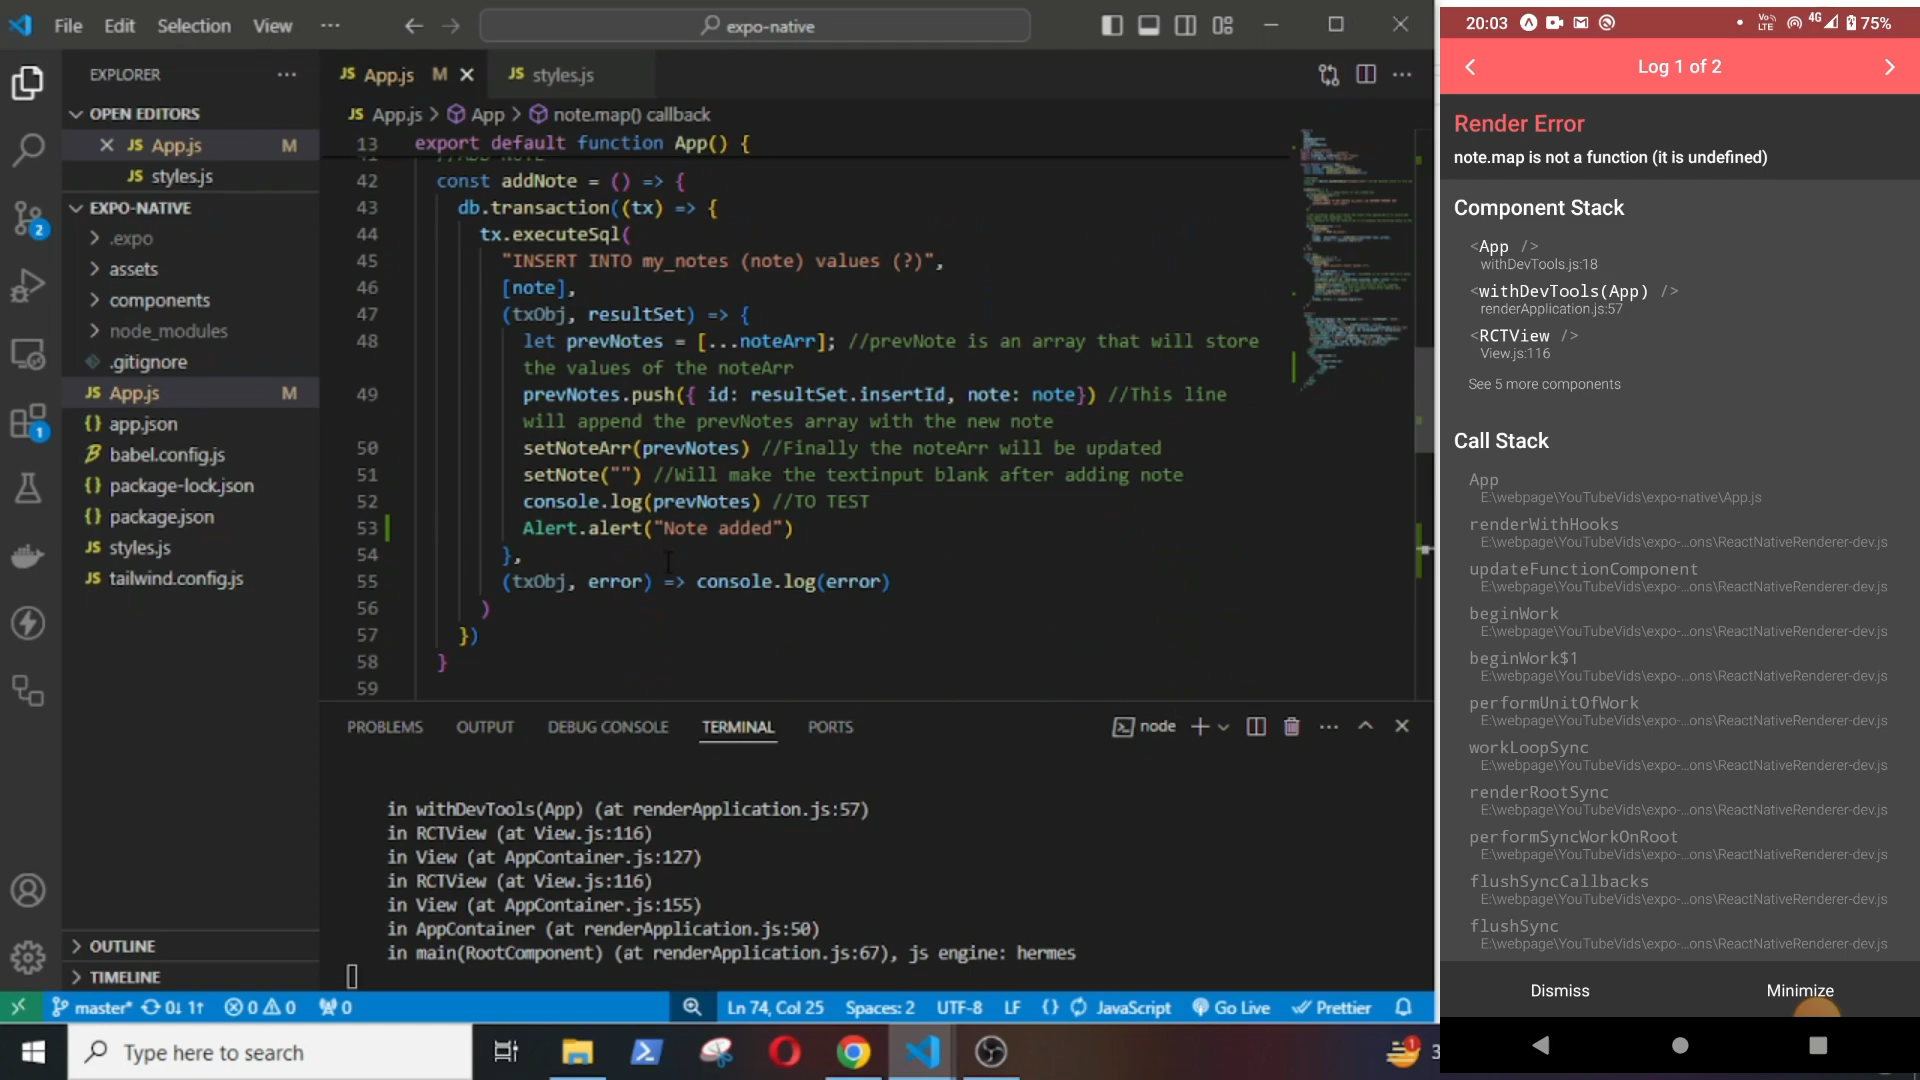 File Edit Selection View ...
expo-native
EXPLORER
OPEN EDITORS
JS App.js M
JS styles.js
EXPO-NATIVE
.expo
assets
components
node_modules
.gitignore
JS App.js M
{} app.json
babel.config.js
{} package-lock.json
{} package.json
JS styles.js
JS tailwind.config.js
OUTLINE
TIMELINE
2
1
JS App.js M
JS styles.js
JS App.js > App > note.map() callback
13 export default function App() {
42 const addNote = () => {
43 db.transaction((tx) => {
44 tx.executeSql(
45 "INSERT INTO my_notes (note) values (?)",
46 [note],
47 (txObj, resultSet) => {
48 let prevNotes = [...noteArr]; //prevNote is an array that will store
the values of the noteArr
49 prevNotes.push({ id: resultSet.insertId, note: note}) //This line
will append the prevNotes array with the new note
50 setNoteArr(prevNotes) //Finally the noteArr will be updated
51 setNote("") //Will make the textinput blank after adding note
52 console.log(prevNotes) //TO TEST
53 Alert.alert("Note added")
54 },
55 (txObj, error) => console.log(error)
56 )
57 })
58 }
59
PROBLEMS OUTPUT DEBUG CONSOLE TERMINAL PORTS
node
in withDevTools(App) (at renderApplication.js:57)
in RCTView (at View.js:116)
in View (at AppContainer.js:127)
in RCTView (at View.js:116)
in View (at AppContainer.js:155)
in AppContainer (at renderApplication.js:50)
in main(RootComponent) (at renderApplication.js:67), js engine: hermes
master* 0↓ 1↑ 0 0 0
Ln 74, Col 25 Spaces: 2 UTF-8 LF {} JavaScript Go Live Prettier
Type here to search
1
20:03
Vo) LTE 4G 75%
Log 1 of 2
Render Error
note.map is not a function (it is undefined)
Component Stack
<App />
withDevTools.js:18
<withDevTools(App) />
renderApplication.js:57
<RCTView />
View.js:116
See 5 more components
Call Stack
App
E:\webpage\YouTubeVids\expo-native\App.js
renderWithHooks
E:\webpage\YouTubeVids\expo-...ons\ReactNativeRenderer-dev.js
updateFunctionComponent
E:\webpage\YouTubeVids\expo-...ons\ReactNativeRenderer-dev.js
beginWork
E:\webpage\YouTubeVids\expo-...ons\ReactNativeRenderer-dev.js
beginWork$1
E:\webpage\YouTubeVids\expo-...ons\ReactNativeRenderer-dev.js
performUnitOfWork
E:\webpage\YouTubeVids\expo-...ons\ReactNativeRenderer-dev.js
workLoopSync
E:\webpage\YouTubeVids\expo-...ons\ReactNativeRenderer-dev.js
renderRootSync
E:\webpage\YouTubeVids\expo-...ons\ReactNativeRenderer-dev.js
performSyncWorkOnRoot
E:\webpage\YouTubeVids\expo-...ons\ReactNativeRenderer-dev.js
flushSyncCallbacks
E:\webpage\YouTubeVids\expo-...ons\ReactNativeRenderer-dev.js
flushSync
E:\webpage\YouTubeVids\expo-...ons\ReactNativeRenderer-dev.js
Dismiss Minimize